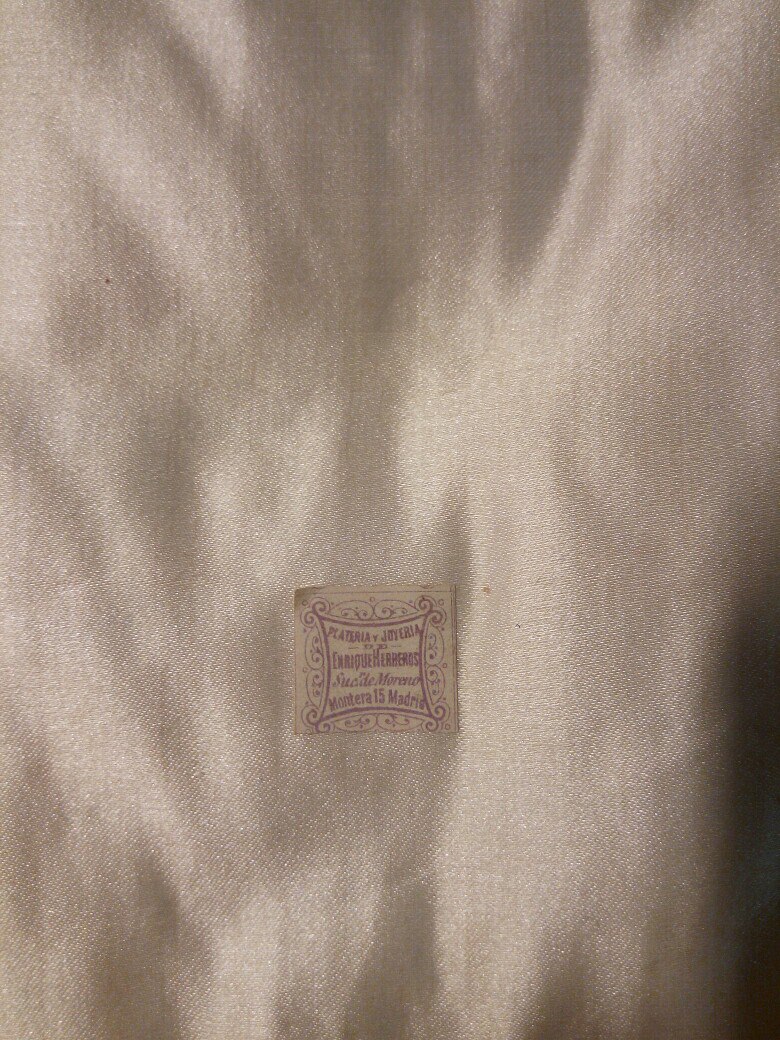 PLATERIA Y JOYERIA
DE
ENRIQUE HERREROS
Suc. de Moreno
Montera 15 Madrid